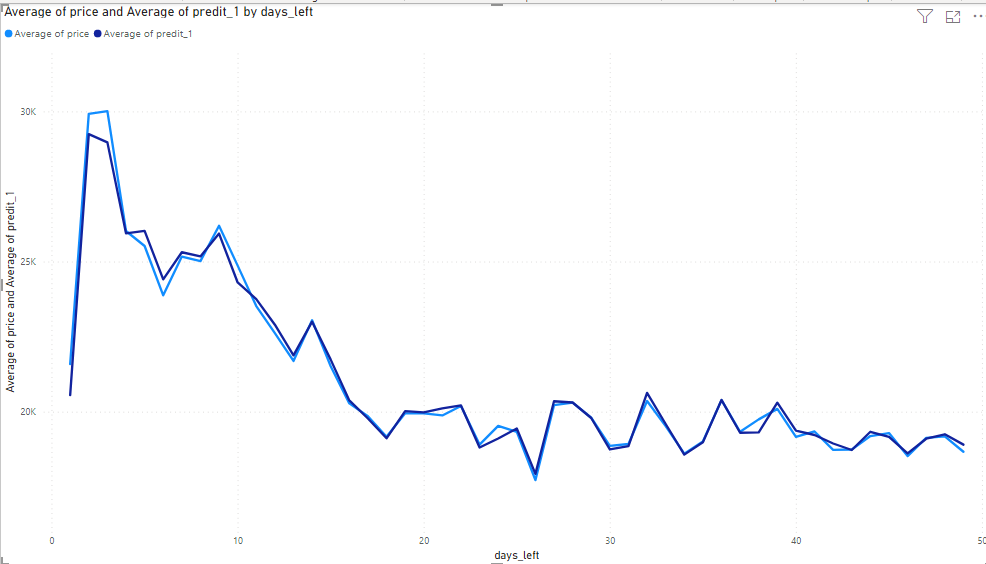 Average of price and Average of predit_1 by days_left
Average of price Average of predit_1
Average of price and Average of predit_1
30K
25K
20K
0 10 20 30 40 50
days_left